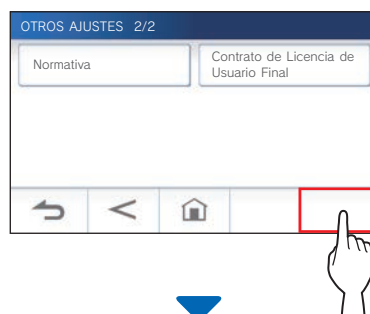 OTROS AJUSTES 2/2
Normativa
Contrato de Licencia de
Usuario Final